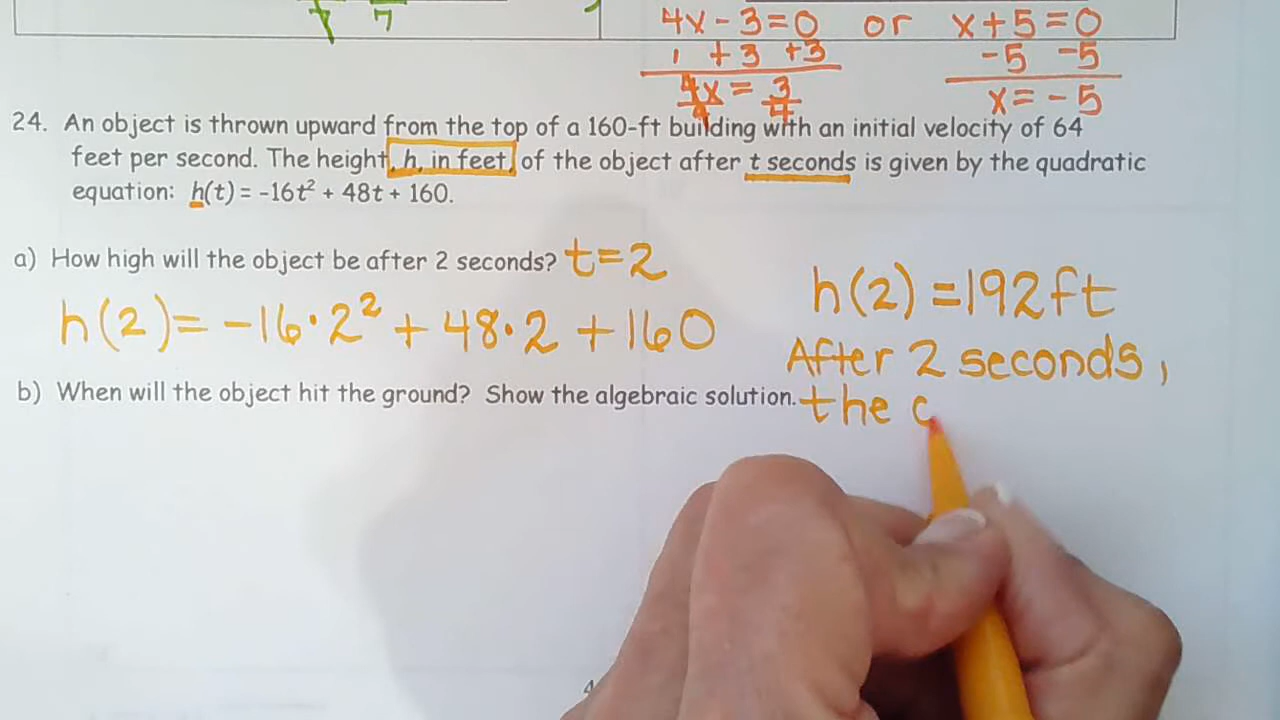 7
4x - 3 = 0 or x + 5 = 0
+3 +3 -5 -5
4x = 3 x = -5
4 4
24. An object is thrown upward from the top of a 160-ft building with an initial velocity of 64
feet per second. The height, h, in feet, of the object after t seconds is given by the quadratic
equation: h(t) = -16t² + 48t + 160.
a) How high will the object be after 2 seconds? t=2
h(2) = -16·2² + 48·2 + 160
h(2) = 192ft
After 2 seconds,
b) When will the object hit the ground? Show the algebraic solution.
the